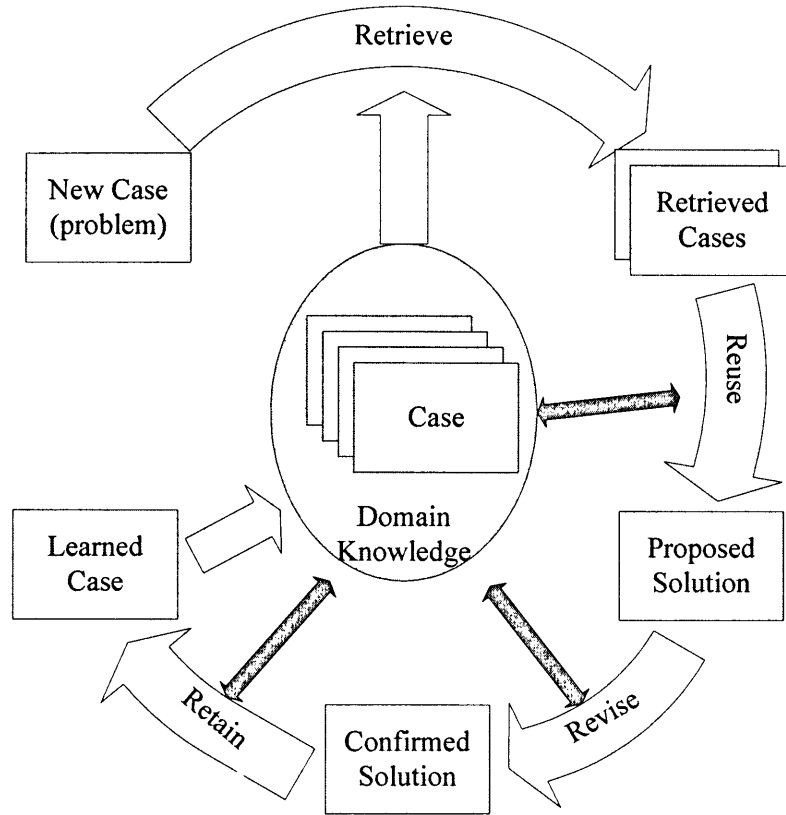 Retrieve
New Case
(problem)
Retrieved
Cases
Reuse
Case
Domain
Knowledge
Learned
Case
Proposed
Solution
Retain
Confirmed
Solution
Revise